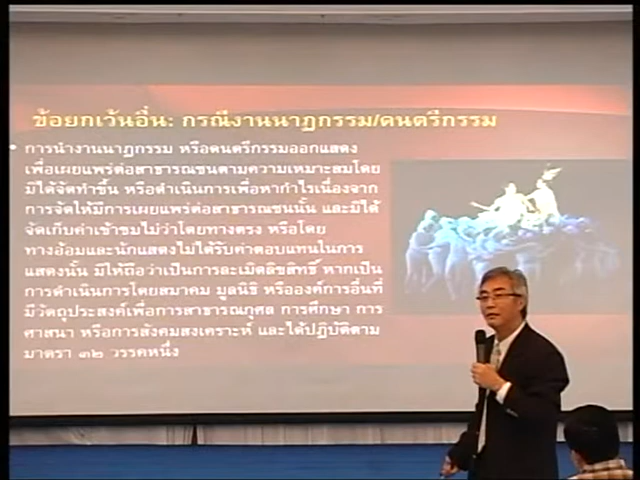 ข้อยกเว้นอื่น: กรณีงานนาฏกรรม/ดนตรีกรรม
• การนำงานนาฏกรรม หรือดนตรีกรรมออกแสดง
เพื่อเผยแพร่ต่อสาธารณชนตามความเหมาะสมโดย
มิได้จัดทำขึ้น หรือดำเนินการเพื่อหากำไรเนื่องจาก
การจัดให้มีการเผยแพร่ต่อสาธารณชนนั้น และมิได้
จัดเก็บค่าเข้าชมไม่ว่าโดยทางตรง หรือโดย
ทางอ้อมและนักแสดงไม่ได้รับค่าตอบแทนในการ
แสดงนั้น มิให้ถือว่าเป็นการละเมิดลิขสิทธิ์ หากเป็น
การดำเนินการโดยสมาคม มูลนิธิ หรือองค์การอื่นที่
มีวัตถุประสงค์เพื่อการสาธารณกุศล การศึกษา การ
ศาสนา หรือการสังคมสงเคราะห์ และได้ปฏิบัติตาม
มาตรา ๓๒ วรรคหนึ่ง